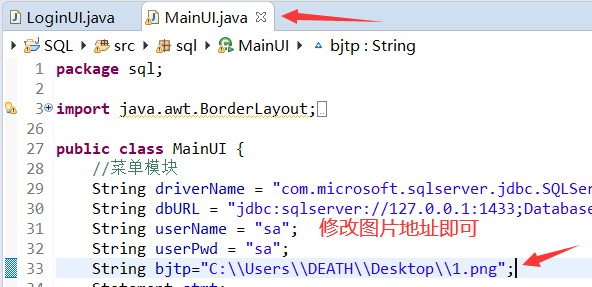 LoginUI.java MainUI.java
SQL src sql MainUI bjtp : String
1 package sql;
3 import java.awt.BorderLayout;
26
27 public class MainUI {
28 //菜单模块
29 String driverName = "com.microsoft.sqlserver.jdbc.SQLSer
30 String dbURL = "jdbc:sqlserver://127.0.0.1:1433;Database
31 String userName = "sa"; 修改图片地址即可
32 String userPwd = "sa";
33 String bjtp="C:\\Users\\DEATH\\Desktop\\1.png";